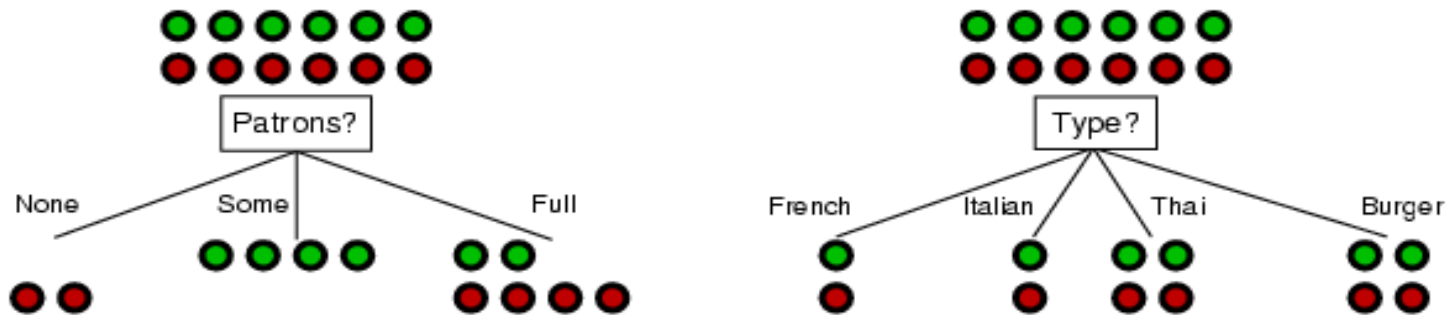 Patrons?
Type?
None
Some
Full
French
Italian
Thai
Burger